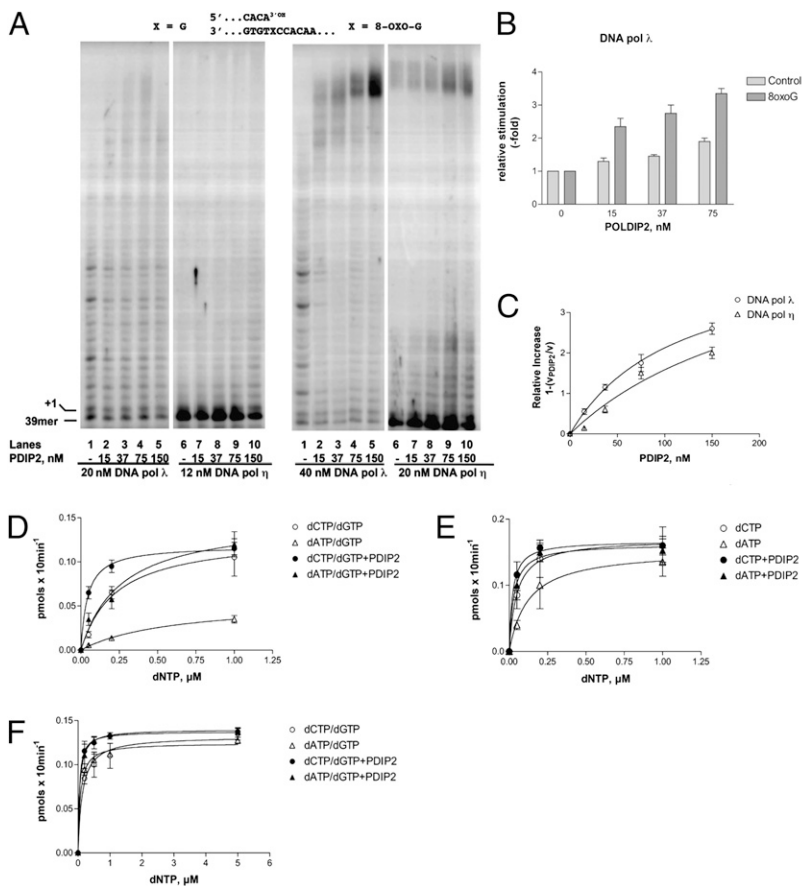 A
X = G
5′...CACA3′OH
3′...GTGTXCCACAA...
X = 8-OXO-G
+1
39mer
Lanes 1 2 3 4 5 6 7 8 9 10 1 2 3 4 5 6 7 8 9 10
PDIP2, nM - 15 37 75 150 - 15 37 75 150 - 15 37 75 150 - 15 37 75 150
20 nM DNA pol λ 12 nM DNA pol η 40 nM DNA pol λ 20 nM DNA pol η
B
DNA pol λ
relative stimulation
(-fold)
4
3
2
1
0
0 15 37 75
POLDIP2, nM
Control
8oxoG
C
Relative Increase
1-(vPDIP2/v)
3
2
1
0
0 50 100 150 200
PDIP2, nM
DNA pol λ
DNA pol η
D
pmols x 10min-1
0.15
0.10
0.05
0.00
0.00 0.25 0.50 0.75 1.00 1.25
dNTP, µM
dCTP/dGTP
dATP/dGTP
dCTP/dGTP+PDIP2
dATP/dGTP+PDIP2
E
pmols x 10min-1
0.2
0.1
0.0
0.00 0.25 0.50 0.75 1.00 1.25
dNTP, µM
dCTP
dATP
dCTP+PDIP2
dATP+PDIP2
F
pmols x 10min-1
0.15
0.10
0.05
0.00
0 1 2 3 4 5 6
dNTP, µM
dCTP/dGTP
dATP/dGTP
dCTP/dGTP+PDIP2
dATP/dGTP+PDIP2